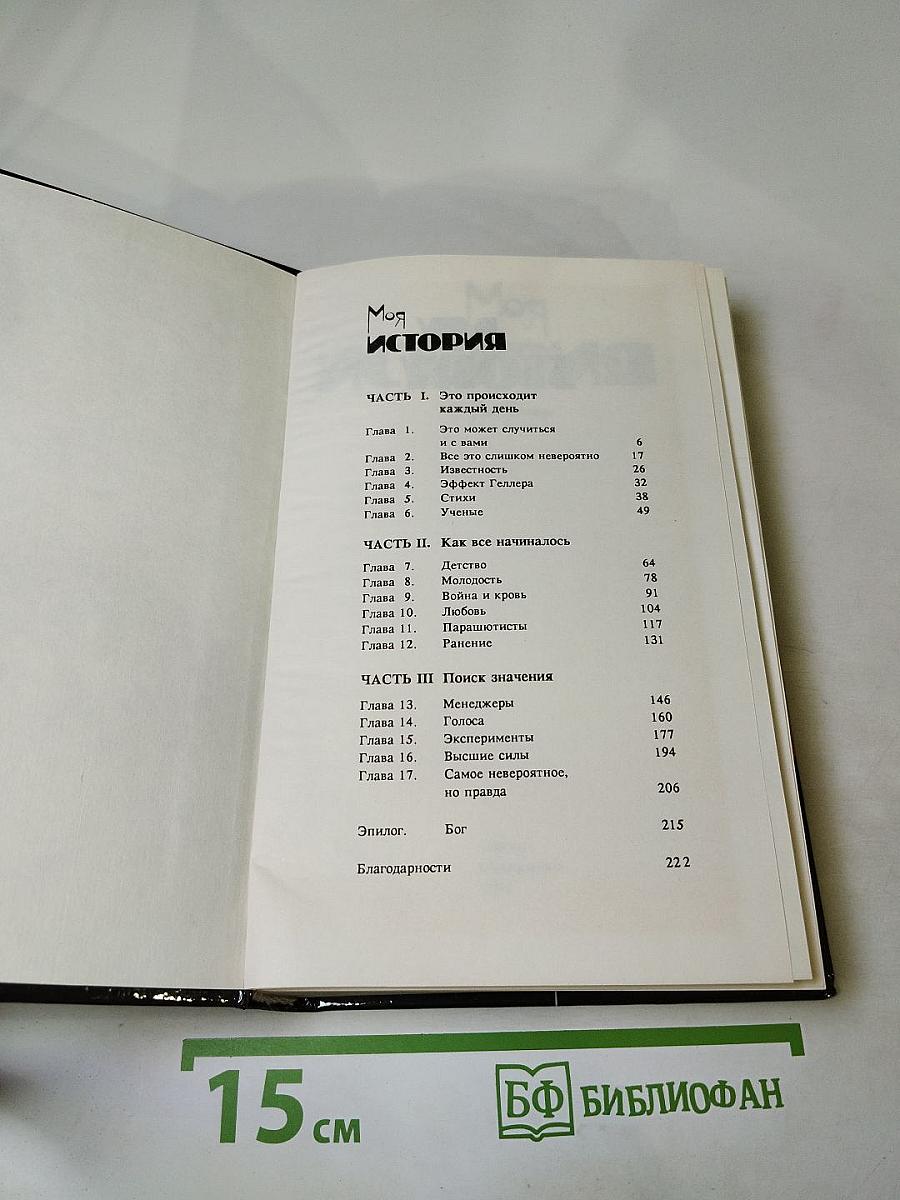 Моя
ИСТОРИЯ
ЧАСТЬ I. Это происходит
каждый день
Глава 1. Это может случиться
и с вами 6
Глава 2. Все это слишком невероятно 17
Глава 3. Известность 26
Глава 4. Эффект Геллера 32
Глава 5. Стихи 38
Глава 6. Ученые 49
ЧАСТЬ II. Как все начиналось
Глава 7. Детство 64
Глава 8. Молодость 78
Глава 9. Война и кровь 91
Глава 10. Любовь 104
Глава 11. Парашютисты 117
Глава 12. Ранение 131
ЧАСТЬ III Поиск значения
Глава 13. Менеджеры 146
Глава 14. Голоса 160
Глава 15. Эксперименты 177
Глава 16. Высшие силы 194
Глава 17. Самое невероятное,
но правда 206
Эпилог. Бог 215
Благодарности 222
15 см
БФ БИБЛИОФАН